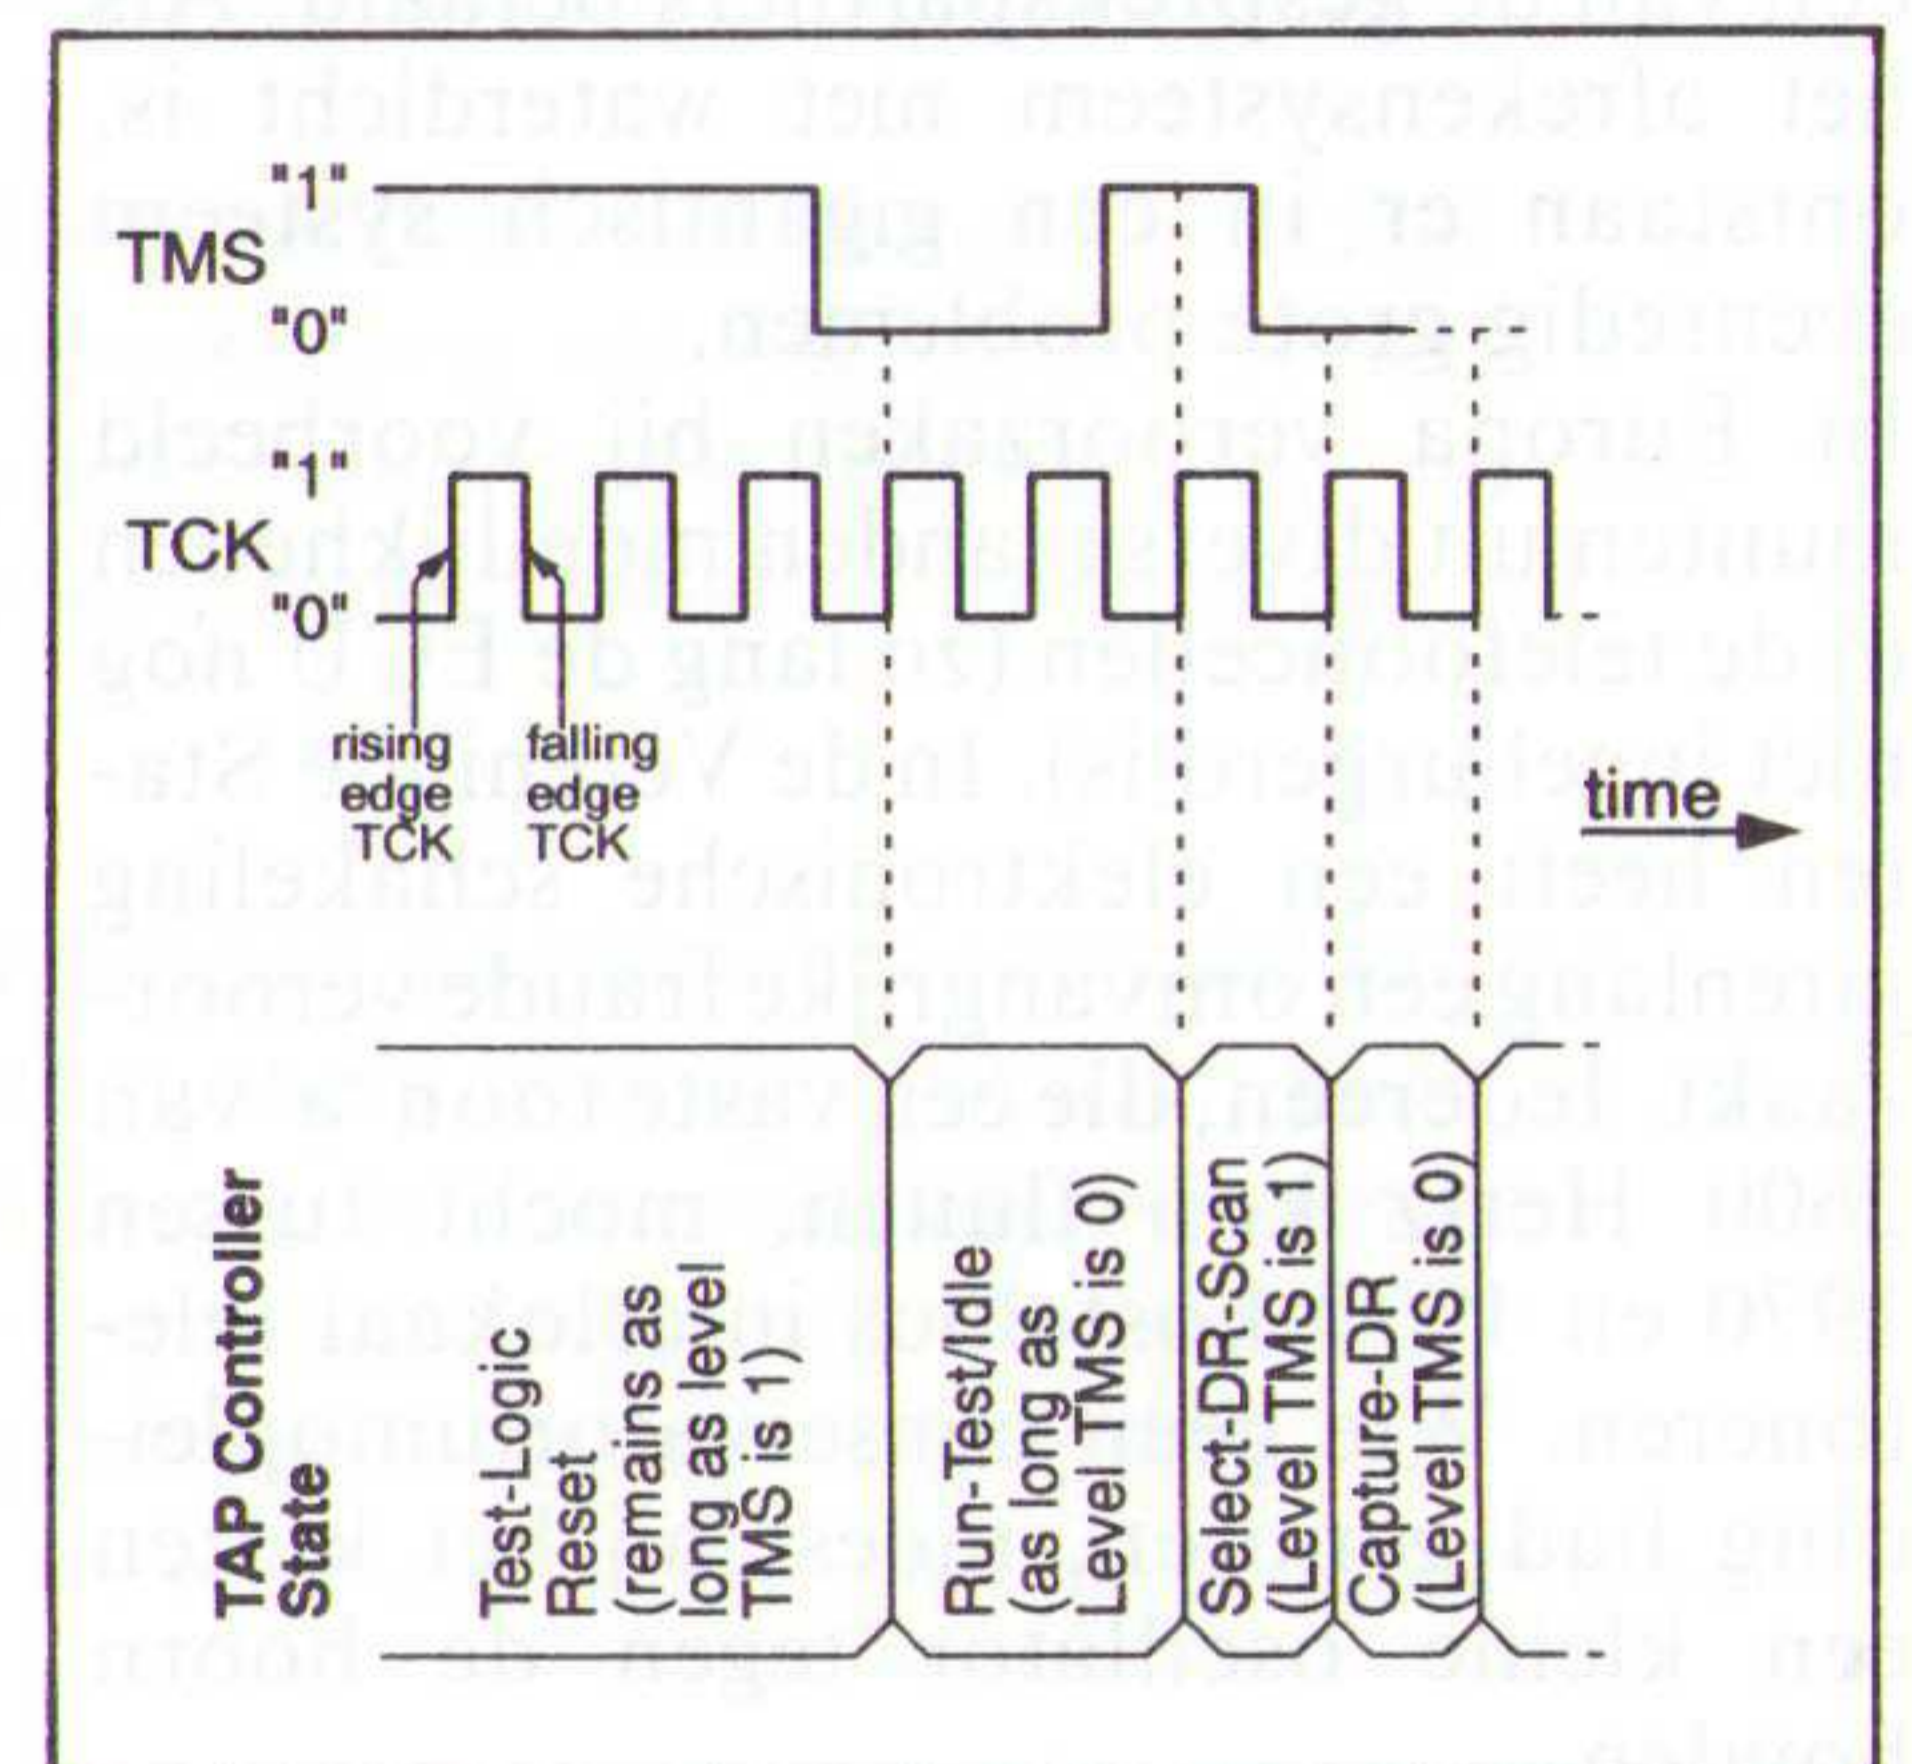 "1"
TMS
"0"
"1"
TCK
"0"
rising
edge
TCK
falling
edge
TCK
time
TAP Controller
State
Test-Logic
Reset
(remains as
long as level
TMS is 1)
Run-Test/Idle
(as long as
Level TMS is 0)
Select-DR-Scan
(Level TMS is 1)
Capture-DR
(Level TMS is 0)